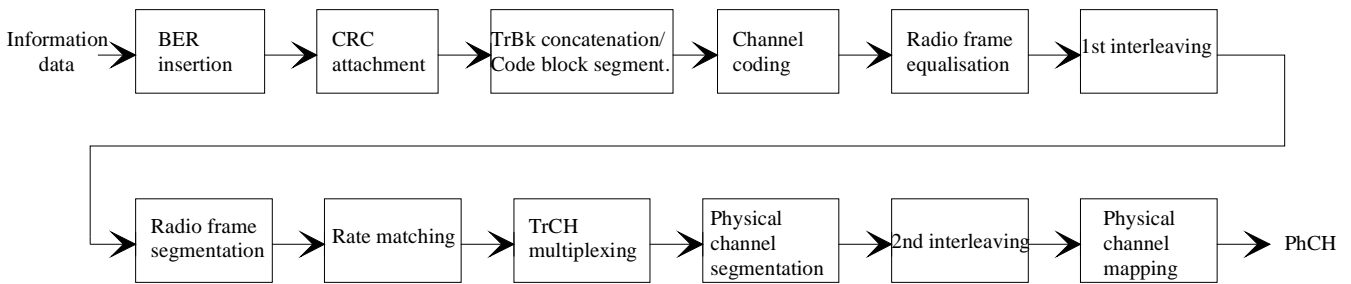 Information
data
BER
insertion
CRC
attachment
TrBk concatenation/
Code block segment.
Channel
coding
Radio frame
equalisation
1st interleaving
Radio frame
segmentation
Rate matching
TrCH
multiplexing
Physical
channel
segmentation
2nd interleaving
Physical
channel
mapping
PhCH